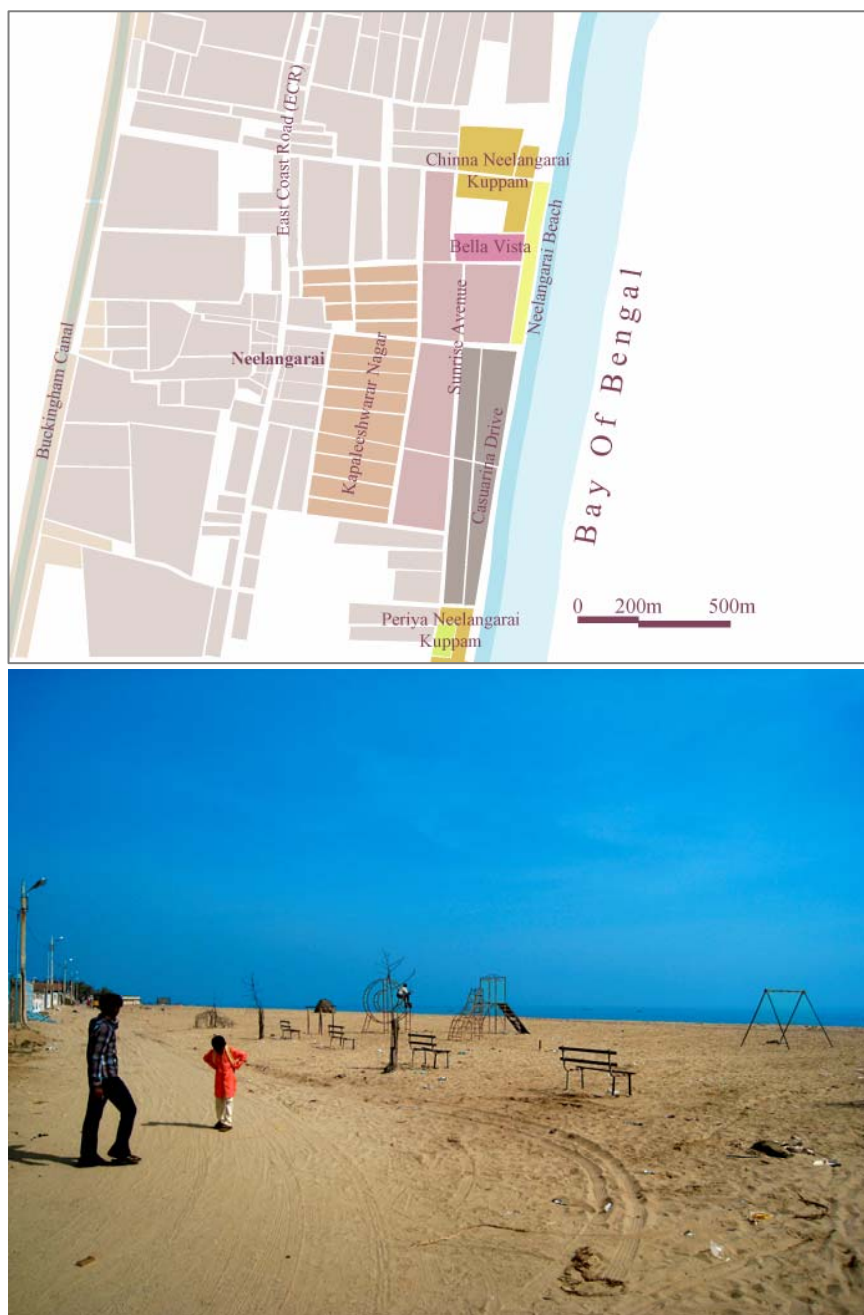 East Coast Road (ECR)
Chinna Neelangarai
Kuppam
Bella Vista
Neelangarai Beach
Sunrise Avenue
Neelangarai
Kapaleeshwarar Nagar
Buckingham Canal
Casuarina Drive
Bay Of Bengal
0 200m 500m
Periya Neelangarai
Kuppam